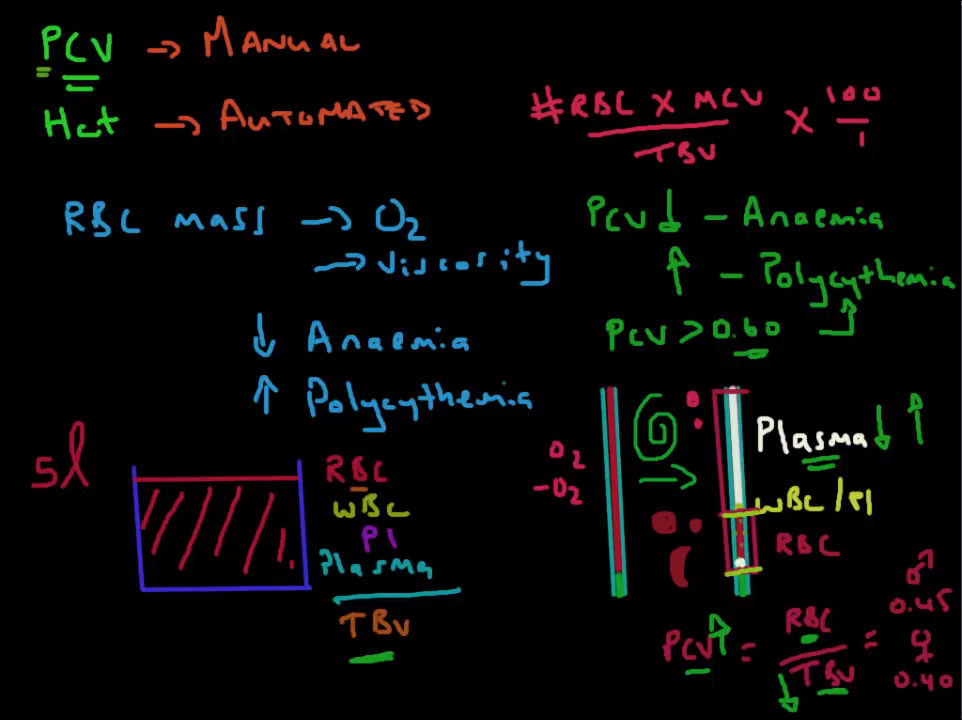 PCV → MANUAL
Hct → AUTOMATED
#RBC X MCV
TBV
X 100
1
RBC mass → O2
→ Viscosity
↓ Anaemia
↑ Polycythemia
PCV ↓ - Anaemia
↑ - Polycythemia
PCV > 0.60
5l
RBC
WBC
Pl
Plasma
TBV
O2
-O2
Plasma ↓ ↑
WBC/Pl
RBC
PCV ↑ = RBC
↓ TBV
= ♂
0.45
♀
0.40